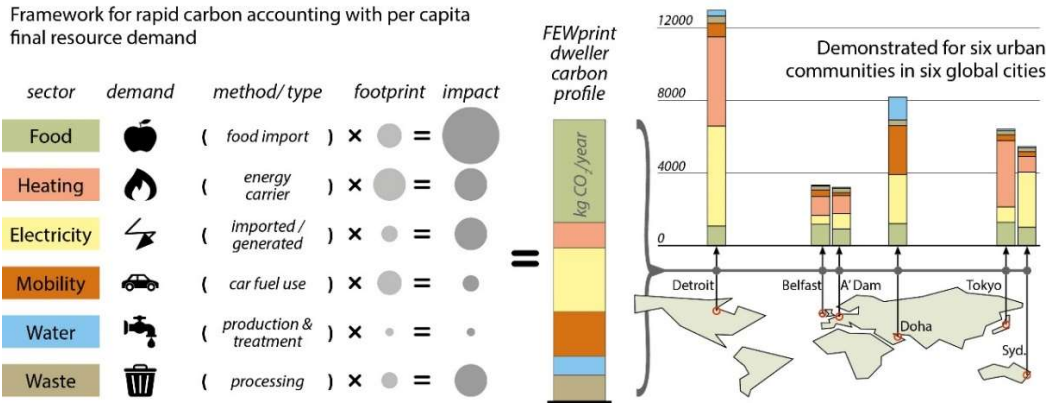 Framework for rapid carbon accounting with per capita
final resource demand
sector demand method/type footprint impact
Food ( food import ) × =
Heating ( energy
carrier ) × =
Electricity ( imported /
generated ) × =
Mobility ( car fuel use ) × =
Water ( production &
treatment ) × =
Waste ( processing ) × =
=
FEWprint
dweller
carbon
profile
kg CO₂/year
12000
8000
4000
0
Demonstrated for six urban
communities in six global cities
Detroit
Belfast
A'Dam
Doha
Tokyo
Syd.